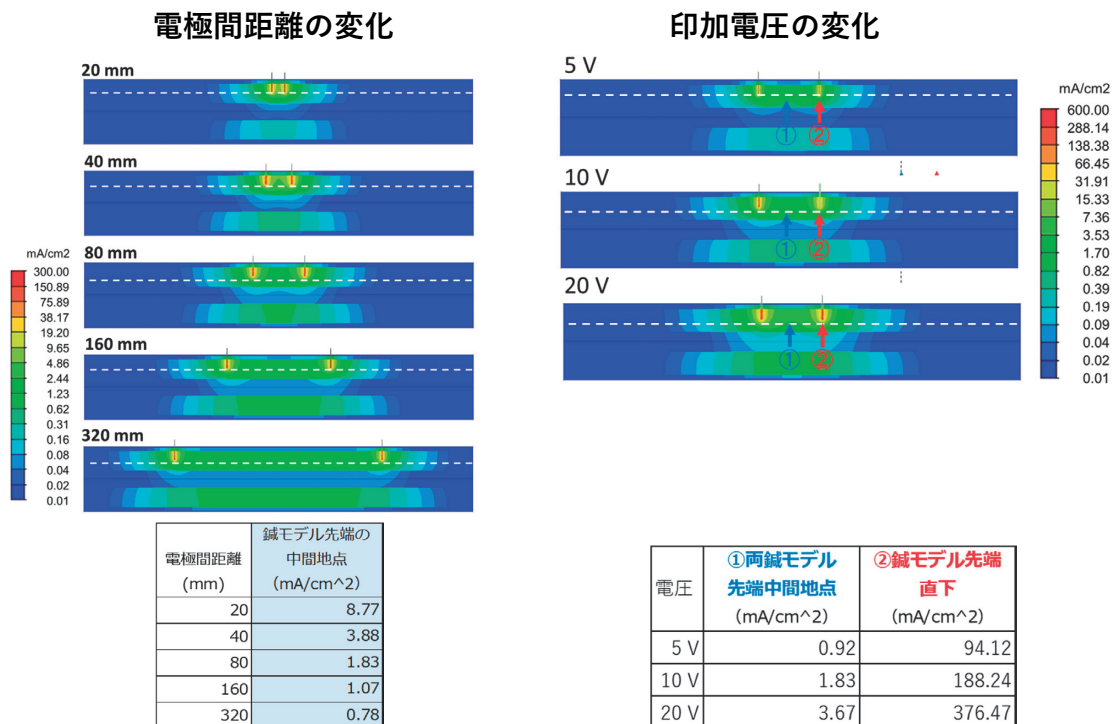 電極間距離の変化
20 mm
40 mm
80 mm
160 mm
320 mm
mA/cm2
300.00
150.89
75.89
38.17
19.20
9.65
4.86
2.44
1.23
0.62
0.31
0.16
0.08
0.04
0.02
0.01
電極間距離
(mm)
鍼モデル先端の
中間地点
(mA/cm^2)
20 8.77
40 3.88
80 1.83
160 1.07
320 0.78
印加電圧の変化
5 V
① ②
10 V
① ②
20 V
① ②
mA/cm2
600.00
288.14
138.38
66.45
31.91
15.33
7.36
3.53
1.70
0.82
0.39
0.19
0.09
0.04
0.02
0.01
電圧
①両鍼モデル
先端中間地点
(mA/cm^2)
②鍼モデル先端
直下
(mA/cm^2)
5 V 0.92 94.12
10 V 1.83 188.24
20 V 3.67 376.47